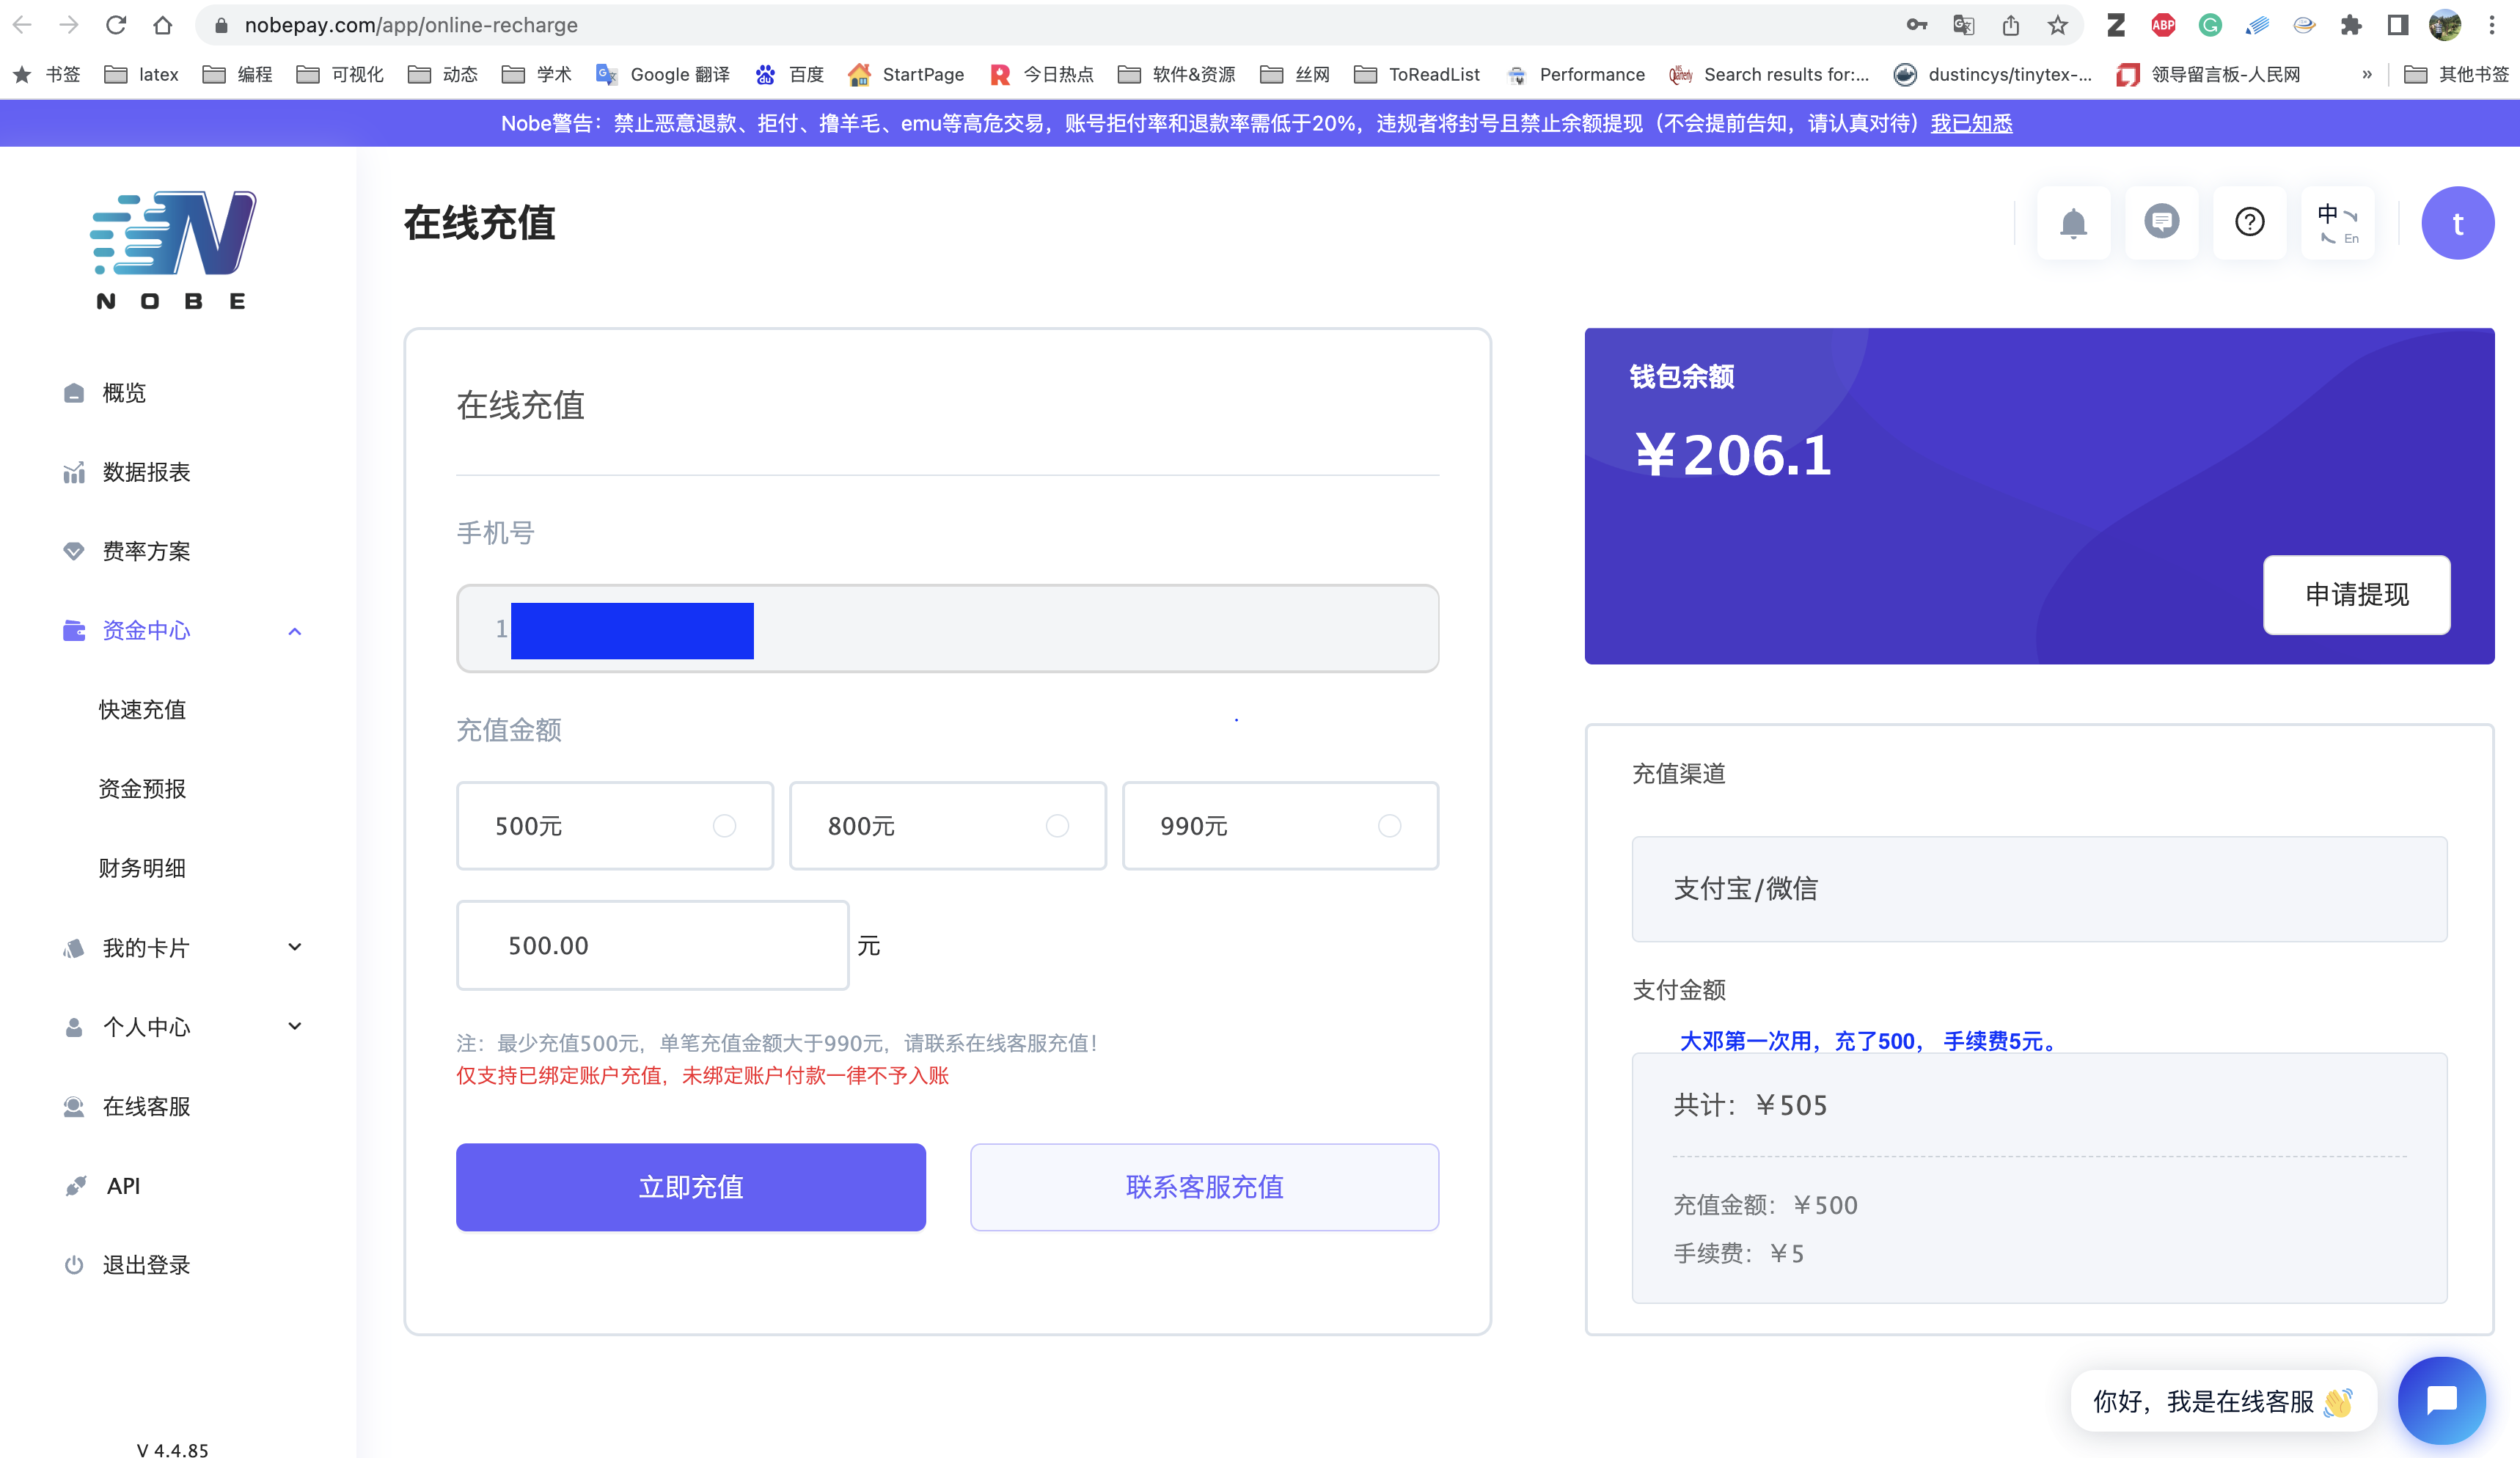 nobepay.com/app/online-recharge
书签
latex
编程
可视化
动态
学术
Google 翻译
百度
StartPage
今日热点
软件&资源
丝网
ToReadList
Performance
Search results for:...
dustincys/tinytex-...
领导留言板-人民网
»
其他书签
Nobe警告：禁止恶意退款、拒付、撸羊毛、emu等高危交易，账号拒付率和退款率需低于20%，违规者将封号且禁止余额提现（不会提前告知，请认真对待）我已知悉
NOBE
概览
数据报表
费率方案
资金中心
快速充值
资金预报
财务明细
我的卡片
个人中心
在线客服
API
退出登录
V 4.4.85
在线充值
中
En
t
在线充值
手机号
1
充值金额
500元
800元
990元
500.00 元
注：最少充值500元，单笔充值金额大于990元，请联系在线客服充值！
仅支持已绑定账户充值，未绑定账户付款一律不予入账
立即充值
联系客服充值
钱包余额
￥206.1
申请提现
充值渠道
支付宝/微信
支付金额
大邓第一次用，充了500， 手续费5元。
共计：￥505
充值金额：￥500
手续费：￥5
你好，我是在线客服 👋